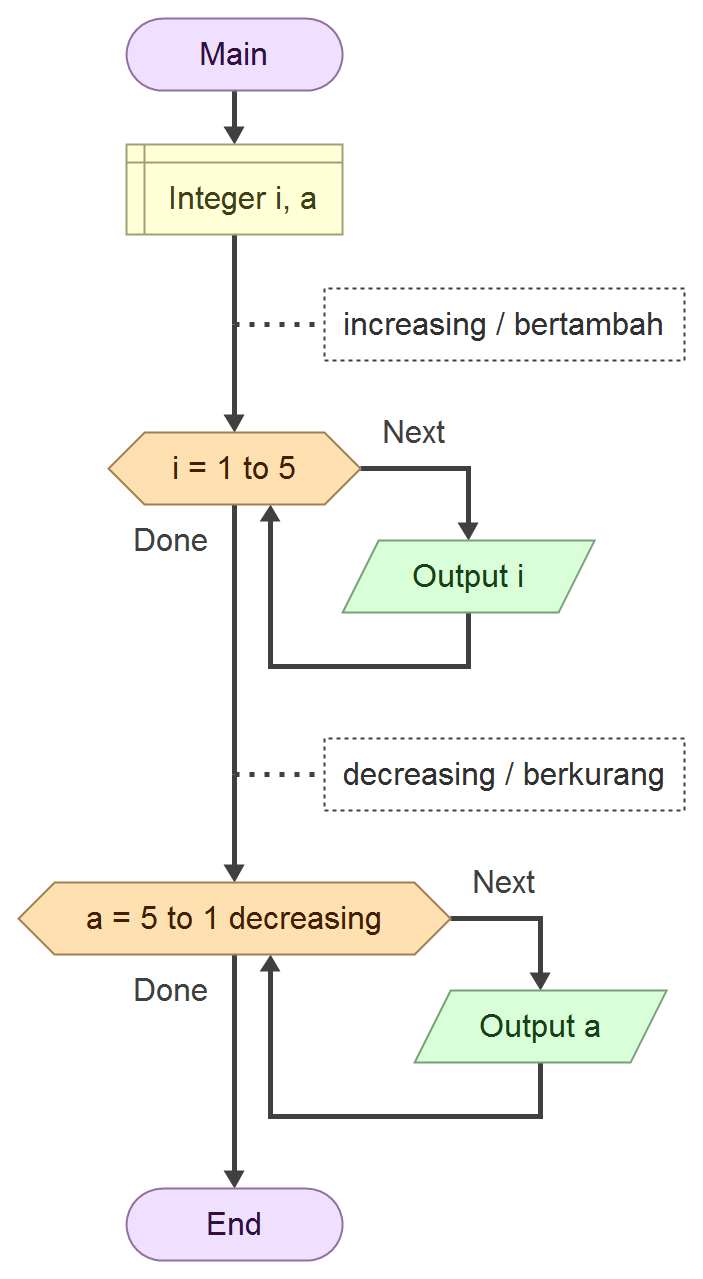 Main
Integer i, a
increasing / bertambah
i = 1 to 5
Next
Done
Output i
decreasing / berkurang
a = 5 to 1 decreasing
Next
Done
Output a
End